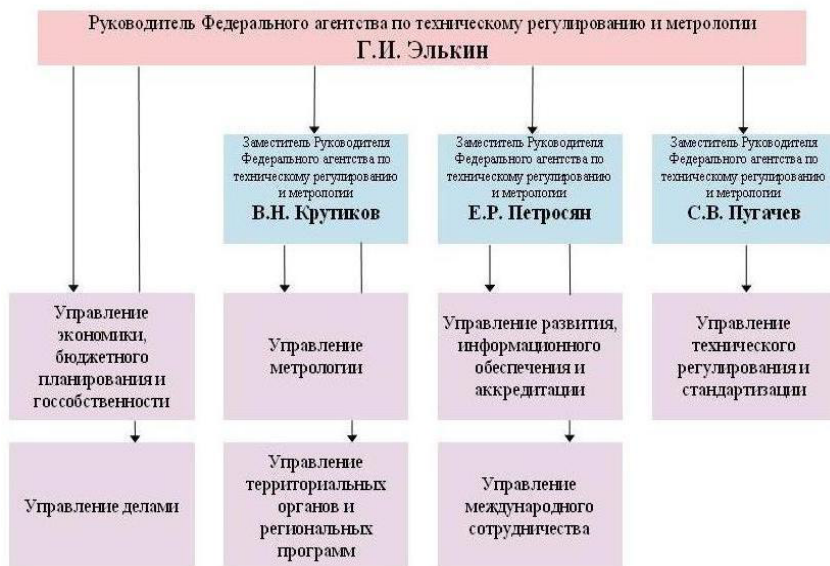 Руководитель Федерального агентства по техническому регулированию и метрологии
Г.И. Элькин
Заместитель Руководителя
Федерального агентства по
техническому регулированию
и метрологии
В.Н. Крутиков
Заместитель Руководителя
Федерального агентства по
техническому регулированию
и метрологии
Е.Р. Петросян
Заместитель Руководителя
Федерального агентства по
техническому регулированию
и метрологии
С.В. Пугачев
Управление
экономики,
бюджетного
планирования и
госсобственности
Управление
метрологии
Управление развития,
информационного
обеспечения и
аккредитации
Управление
технического
регулирования и
стандартизации
Управление делами
Управление
территориальных
органов и
региональных
программ
Управление
международного
сотрудничества